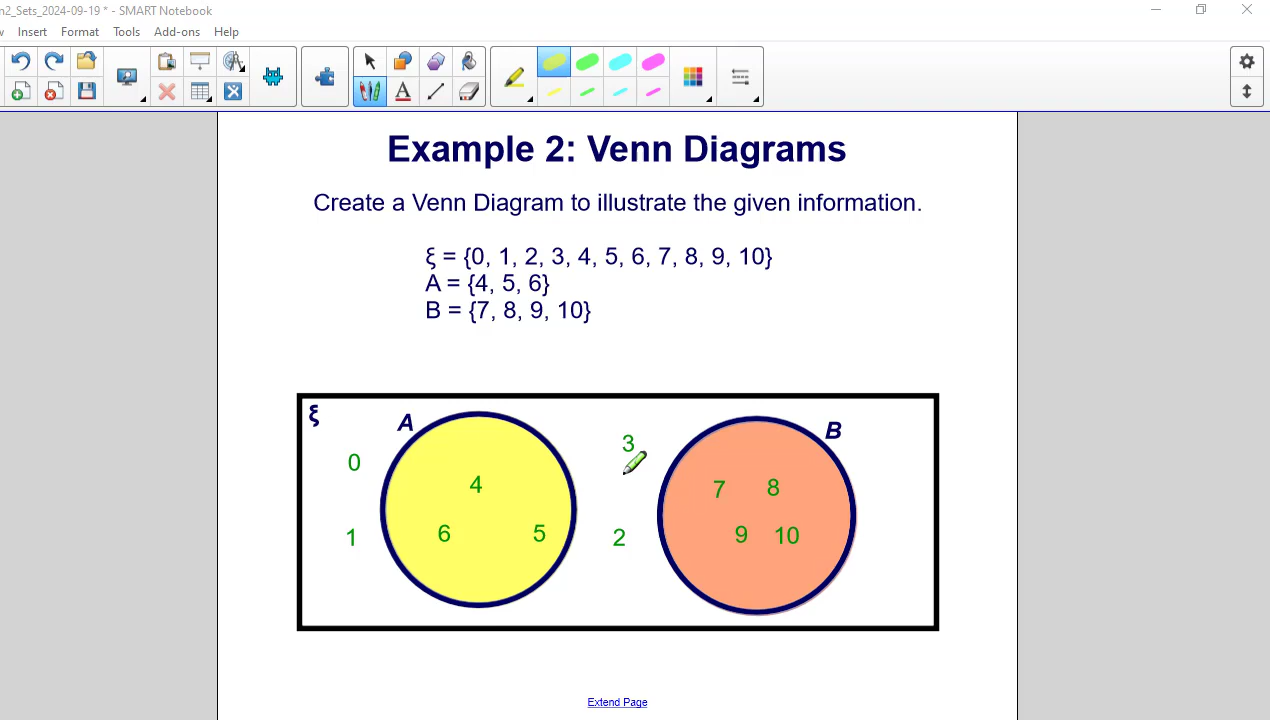 n2_Sets_2024-09-19 * - SMART Notebook
Insert Format Tools Add-ons Help
Example 2: Venn Diagrams
Create a Venn Diagram to illustrate the given information.
ξ = {0, 1, 2, 3, 4, 5, 6, 7, 8, 9, 10}
A = {4, 5, 6}
B = {7, 8, 9, 10}
ξ A B
0 3
4 7 8
1 6 5 2 9 10
Extend Page